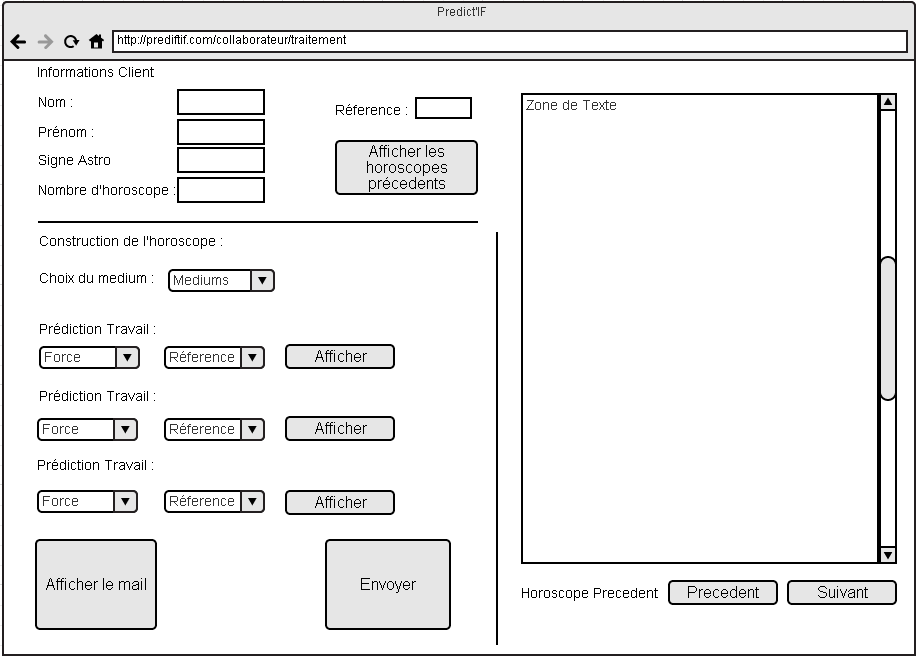 Predict'IF
http://prediftif.com/collaborateur/traitement
Informations Client
Nom :
Prénom :
Signe Astro
Nombre d'horoscope :
Réference :
Afficher les
horoscopes
précedents
Construction de l'horoscope :
Choix du medium :
Mediums
Prédiction Travail :
Force
Réference
Afficher
Prédiction Travail :
Force
Réference
Afficher
Prédiction Travail :
Force
Réference
Afficher
Afficher le mail
Envoyer
Zone de Texte
Horoscope Precedent
Precedent
Suivant